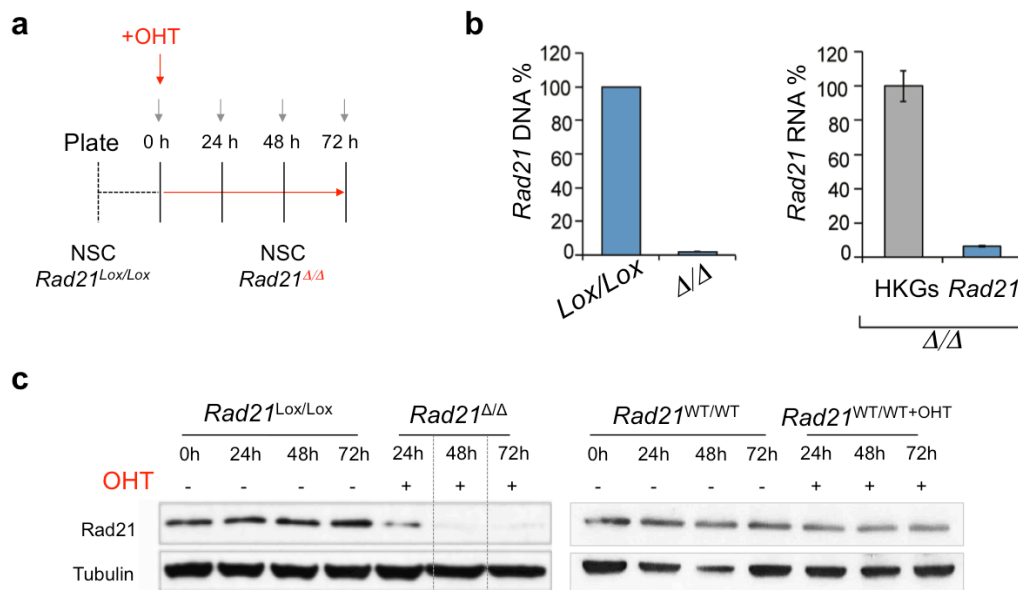 a
+OHT
Plate 0 h 24 h 48 h 72 h
NSC NSC
Rad21Lox/Lox Rad21Δ/Δ
b
Rad21 DNA %
120
100
80
60
40
20
0
Lox/Lox Δ/Δ
Rad21 RNA %
120
100
80
60
40
20
0
HKGs Rad21
Δ/Δ
c
Rad21Lox/Lox Rad21Δ/Δ Rad21WT/WT Rad21WT/WT+OHT
0h 24h 48h 72h 24h 48h 72h 0h 24h 48h 72h 24h 48h 72h
OHT - - - - + + + - - - - + + +
Rad21
Tubulin